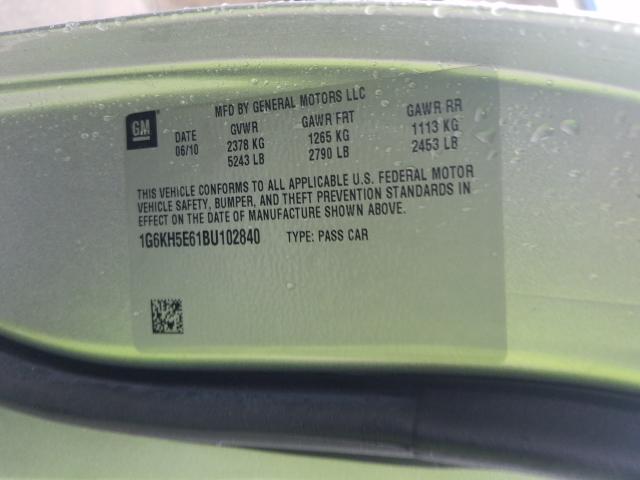 MFD BY GENERAL MOTORS LLC
GM
DATE GVWR GAWR FRT GAWR RR
06/10 2378 KG 1265 KG 1113 KG
5243 LB 2790 LB 2453 LB
THIS VEHICLE CONFORMS TO ALL APPLICABLE U.S. FEDERAL MOTOR
VEHICLE SAFETY, BUMPER, AND THEFT PREVENTION STANDARDS IN
EFFECT ON THE DATE OF MANUFACTURE SHOWN ABOVE.
1G6KH5E61BU102840 TYPE: PASS CAR